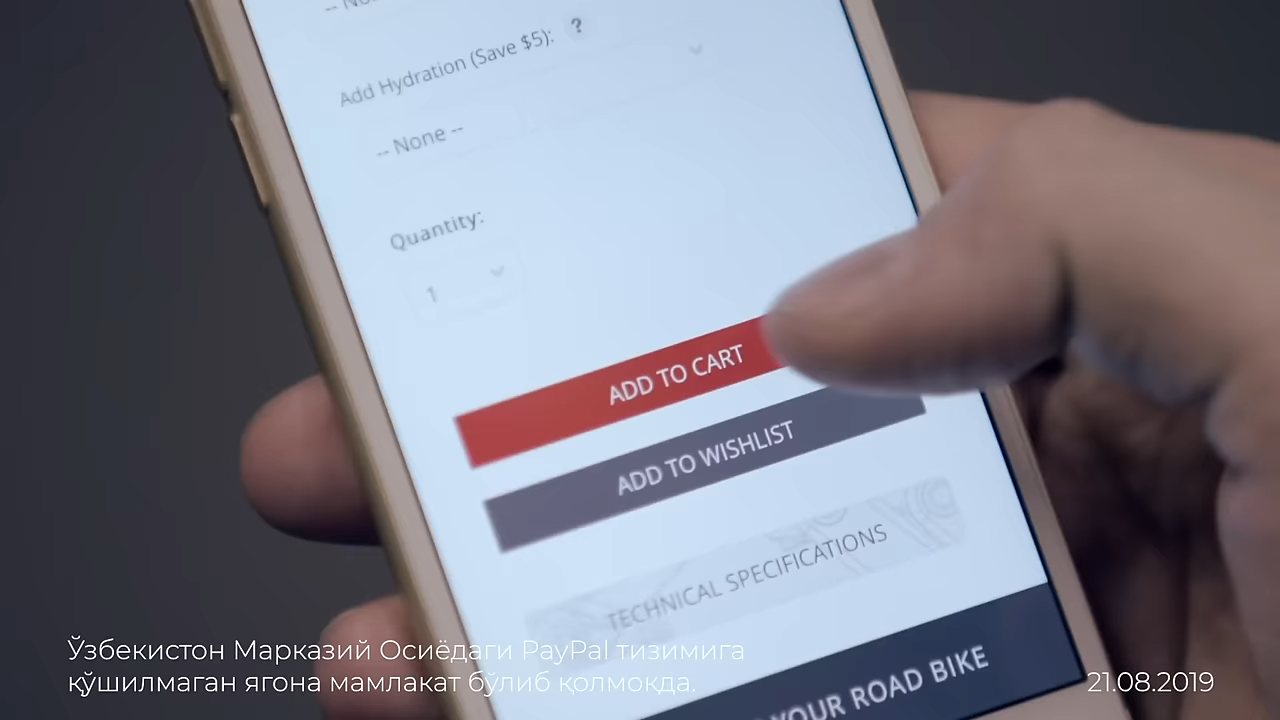 Add Hydration (Save $5): ?
-- None --
Quantity:
1
ADD TO CART
ADD TO WISHLIST
TECHNICAL SPECIFICATIONS
YOUR ROAD BIKE
Ўзбекистон Марказий Осиёдаги PayPal тизимига
қўшилмаган ягона мамлакат бўлиб қолмоқда.
21.08.2019